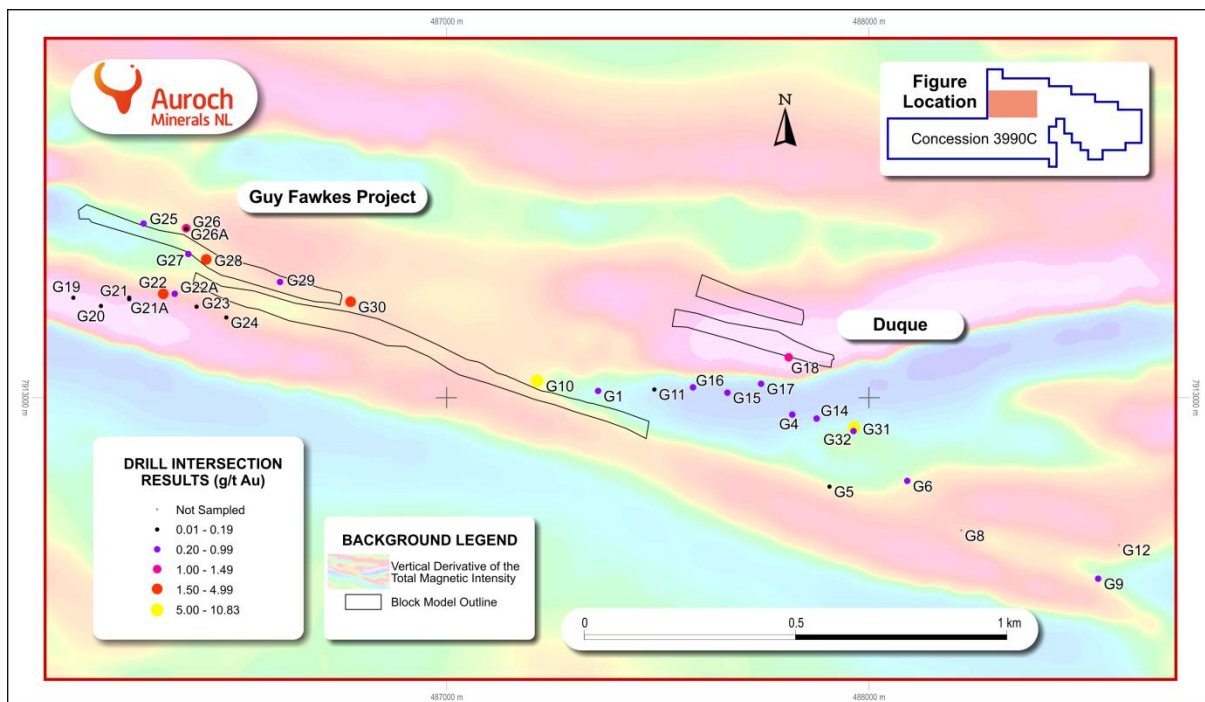 487000 m
488000 m
Auroch
Minerals NL
N
Figure
Location
Concession 3990C
Guy Fawkes Project
G25
G26
G26A
G27
G28
G29
G19
G20
G21
G21A
G22
G22A
G23
G24
G30
Duque
G18
G10
G1
G11
G16
G15
G17
G4
G14
G32
G31
G5
G6
G8
G12
G9
7913000 m
7913000 m
DRILL INTERSECTION
RESULTS (g/t Au)
Not Sampled
0.01 - 0.19
0.20 - 0.99
1.00 - 1.49
1.50 - 4.99
5.00 - 10.83
BACKGROUND LEGEND
Vertical Derivative of the
Total Magnetic Intensity
Block Model Outline
0
0.5
1 km
487000 m
488000 m